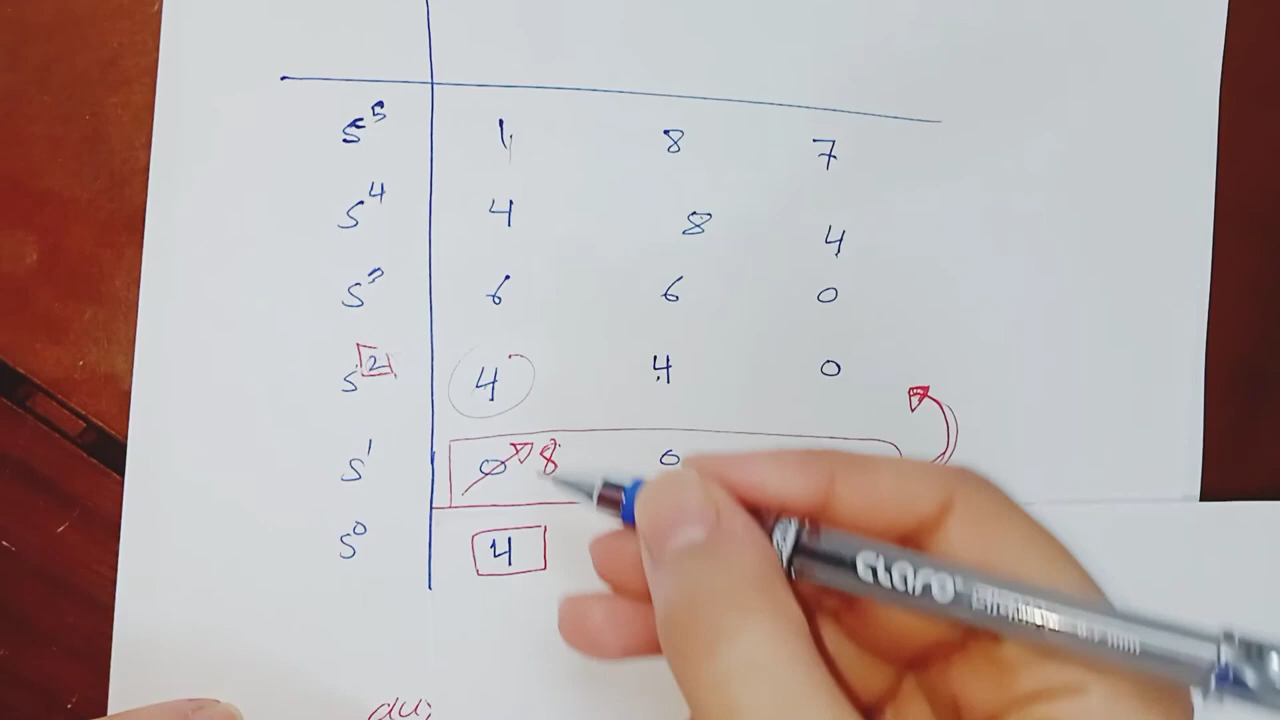 s⁵ 1 8 7
s⁴ 4 8 4
s³ 6 6 0
s² 4 4 0
s¹ 0 8 0
s⁰ 4
CLARO